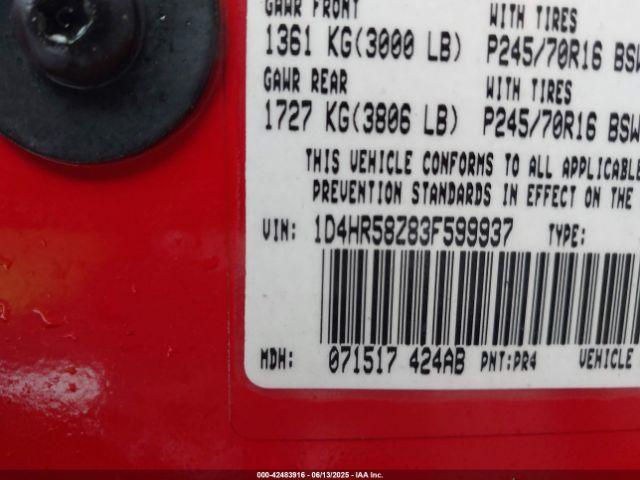 GAWR FRONT WITH TIRES
1361 KG(3000 LB) P245/70R16 BSW
GAWR REAR WITH TIRES
1727 KG(3806 LB) P245/70R16 BSW
THIS VEHICLE CONFORMS TO ALL APPLICABLE
PREVENTION STANDARDS IN EFFECT ON THE
VIN: 1D4HR58Z83F599937 TYPE:
MDH: 071517 424AB PNT:PR4 VEHICLE
000-42483916 - 06/13/2025 - IAA Inc.